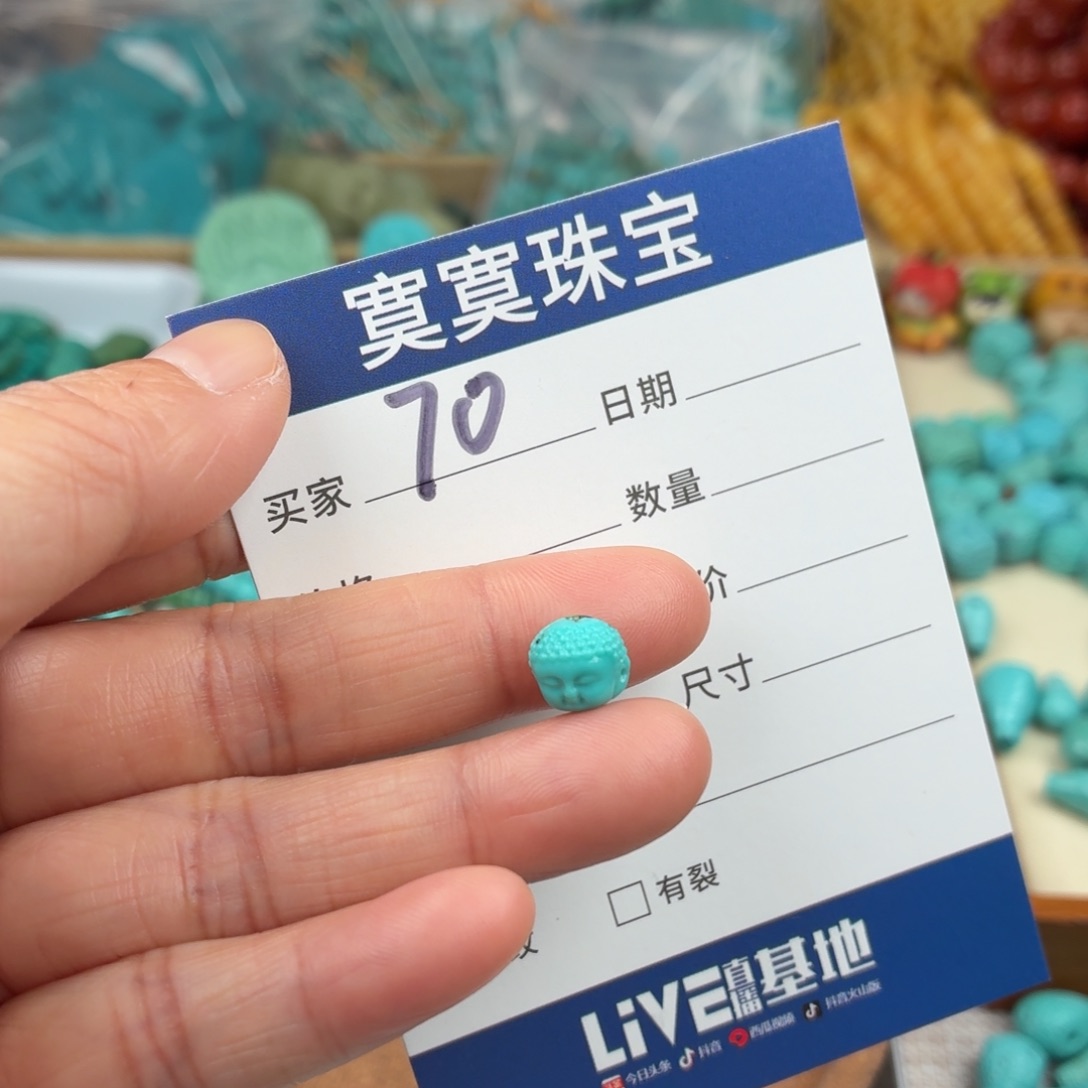 寞寞珠宝
买家 70 日期
数量
价
尺寸
有裂
LiVE直播基地
今日头条 抖音 西瓜视频 抖音火山版